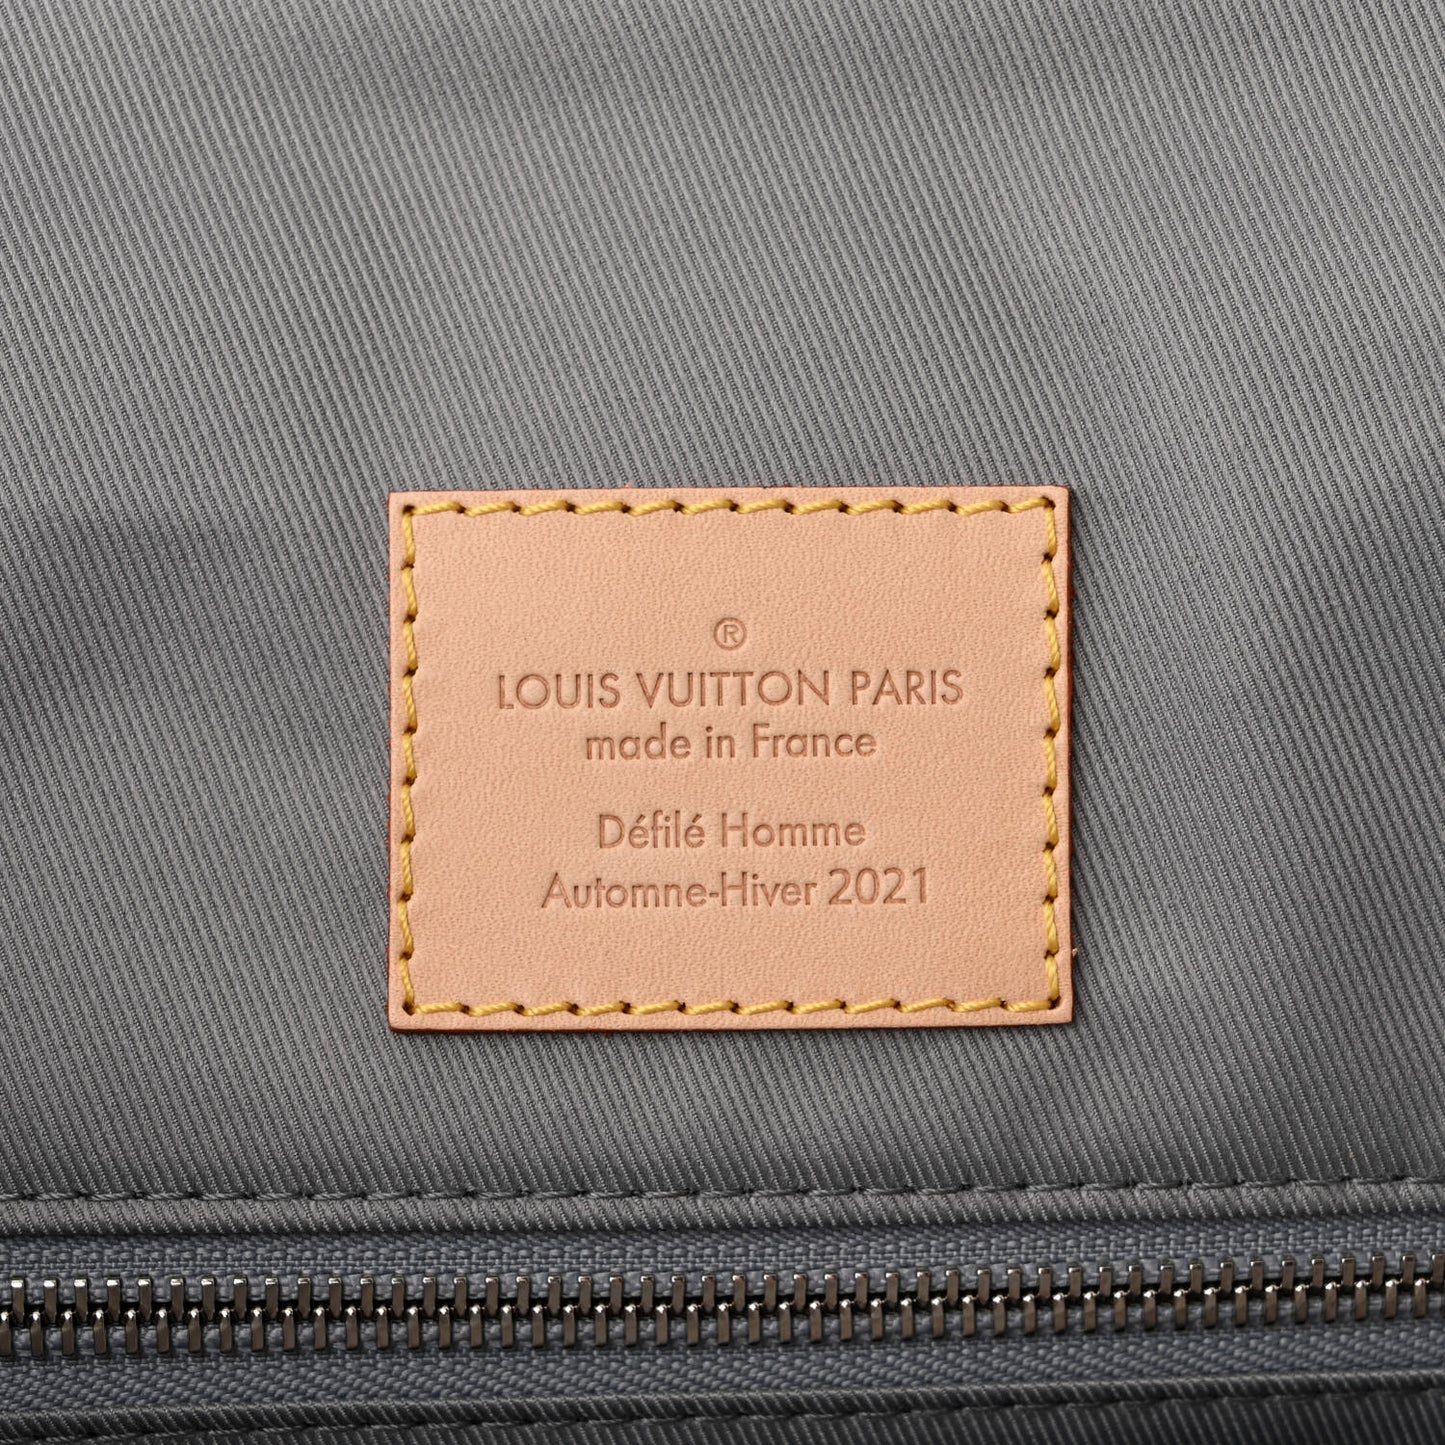 ®
LOUIS VUITTON PARIS
made in France
Défilé Homme
Automne-Hiver 2021